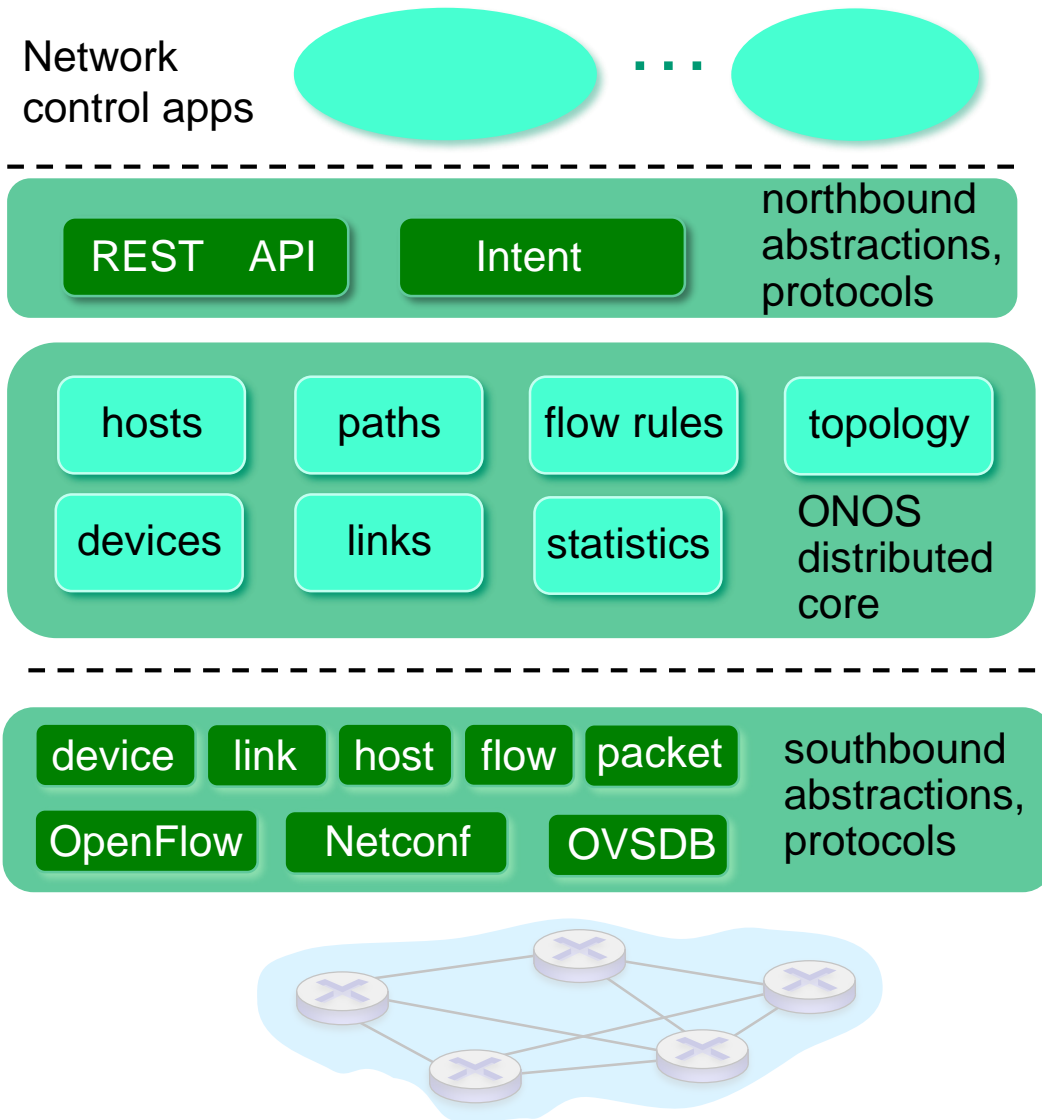 Network
control apps
. . .
northbound
abstractions,
protocols
REST API
Intent
hosts
paths
flow rules
topology
devices
links
statistics
ONOS
distributed
core
device
link
host
flow
packet
southbound
abstractions,
protocols
OpenFlow
Netconf
OVSDB